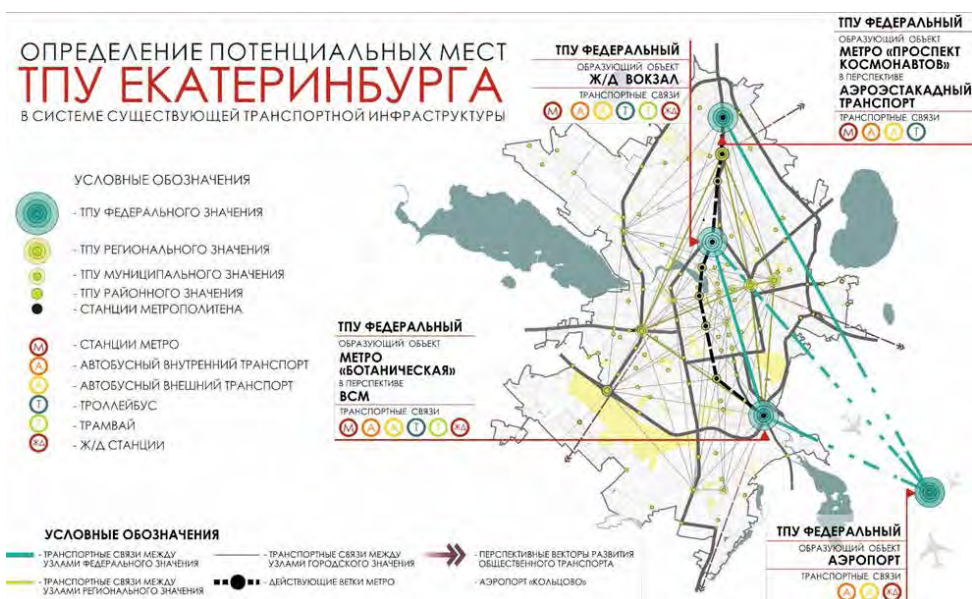 ОПРЕДЕЛЕНИЕ ПОТЕНЦИАЛЬНЫХ МЕСТ
ТПУ ЕКАТЕРИНБУРГА
В СИСТЕМЕ СУЩЕСТВУЮЩЕЙ ТРАНСПОРТНОЙ ИНФРАСТРУКТУРЫ
ТПУ ФЕДЕРАЛЬНЫЙ
ОБРАЗУЮЩИЙ ОБЪЕКТ
Ж/Д ВОКЗАЛ
ТРАНСПОРТНЫЕ СВЯЗИ
М А А Т Т ЖД
ТПУ ФЕДЕРАЛЬНЫЙ
ОБРАЗУЮЩИЙ ОБЪЕКТ
МЕТРО «ПРОСПЕКТ
КОСМОНАВТОВ»
В ПЕРСПЕКТИВЕ
АЭРОЭСТАКАДНЫЙ
ТРАНСПОРТ
ТРАНСПОРТНЫЕ СВЯЗИ
М А А Т
УСЛОВНЫЕ ОБОЗНАЧЕНИЯ
- ТПУ ФЕДЕРАЛЬНОГО ЗНАЧЕНИЯ
- ТПУ РЕГИОНАЛЬНОГО ЗНАЧЕНИЯ
- ТПУ МУНИЦИПАЛЬНОГО ЗНАЧЕНИЯ
- ТПУ РАЙОННОГО ЗНАЧЕНИЯ
- СТАНЦИИ МЕТРОПОЛИТЕНА
М - СТАНЦИИ МЕТРО
А - АВТОБУСНЫЙ ВНУТРЕННИЙ ТРАНСПОРТ
А - АВТОБУСНЫЙ ВНЕШНИЙ ТРАНСПОРТ
Т - ТРОЛЛЕЙБУС
Т - ТРАМВАЙ
ЖД - Ж/Д СТАНЦИИ
ТПУ ФЕДЕРАЛЬНЫЙ
ОБРАЗУЮЩИЙ ОБЪЕКТ
МЕТРО
«БОТАНИЧЕСКАЯ»
В ПЕРСПЕКТИВЕ
ВСМ
ТРАНСПОРТНЫЕ СВЯЗИ
М А А Т Т ЖД
ТПУ ФЕДЕРАЛЬНЫЙ
ОБРАЗУЮЩИЙ ОБЪЕКТ
АЭРОПОРТ
ТРАНСПОРТНЫЕ СВЯЗИ
А А ЖД
УСЛОВНЫЕ ОБОЗНАЧЕНИЯ
- ТРАНСПОРТНЫЕ СВЯЗИ МЕЖДУ
УЗЛАМИ ФЕДЕРАЛЬНОГО ЗНАЧЕНИЯ
- ТРАНСПОРТНЫЕ СВЯЗИ МЕЖДУ
УЗЛАМИ РЕГИОНАЛЬНОГО ЗНАЧЕНИЯ
- ТРАНСПОРТНЫЕ СВЯЗИ МЕЖДУ
УЗЛАМИ ГОРОДСКОГО ЗНАЧЕНИЯ
- ДЕЙСТВУЮЩИЕ ВЕТКИ МЕТРО
- ПЕРСПЕКТИВНЫЕ ВЕКТОРЫ РАЗВИТИЯ
ОБЩЕСТВЕННОГО ТРАНСПОРТА
- АЭРОПОРТ «КОЛЬЦОВО»